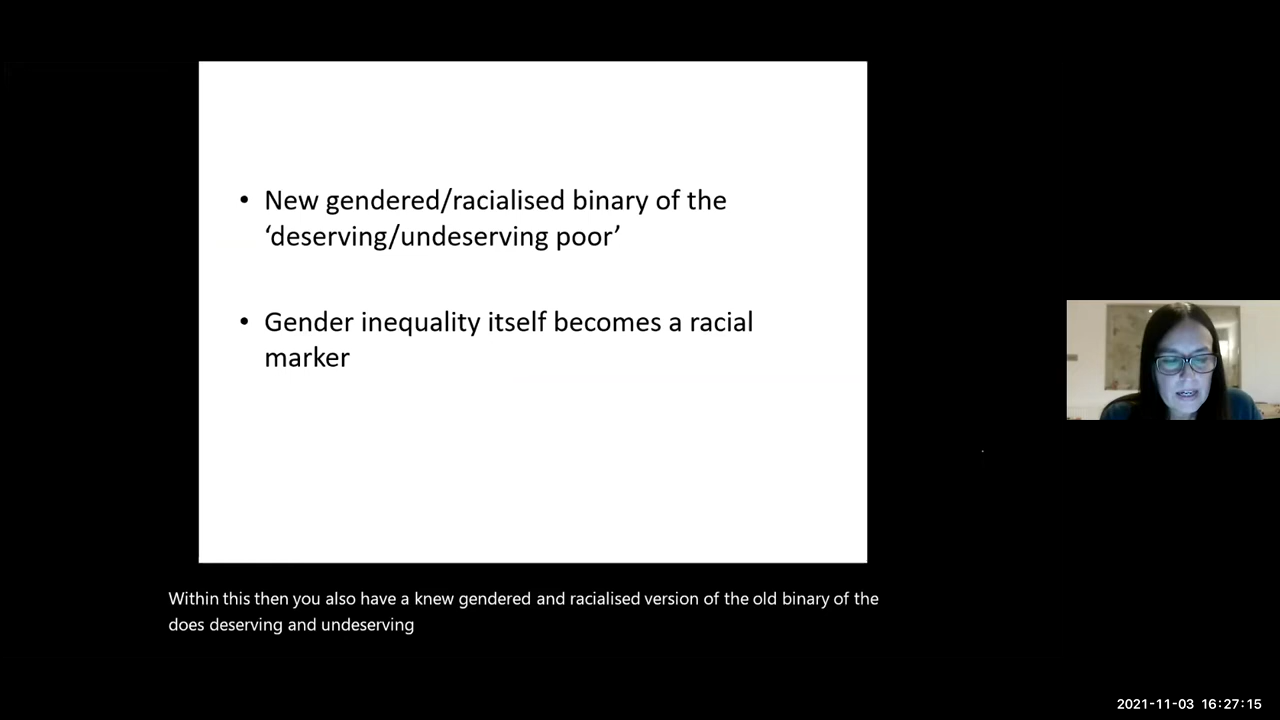 • New gendered/racialised binary of the
‘deserving/undeserving poor’
• Gender inequality itself becomes a racial
marker
Within this then you also have a knew gendered and racialised version of the old binary of the
does deserving and undeserving
2021-11-03 16:27:15